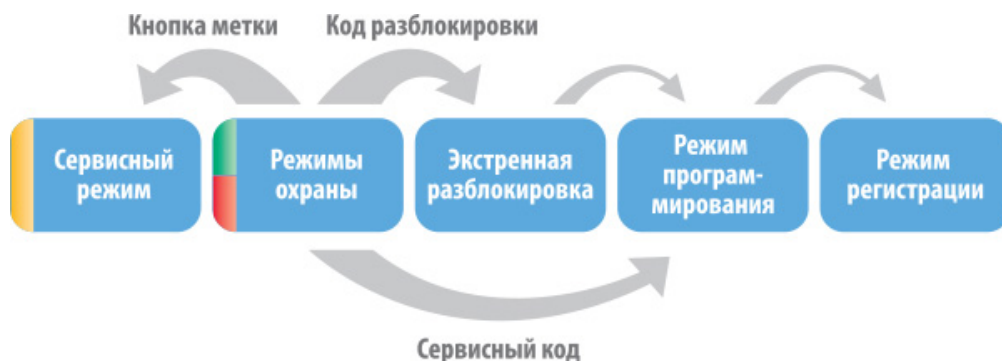 Кнопка метки
Код разблокировки
Сервисный
режим
Режимы
охраны
Экстренная
разблокировка
Режим
програм-
мирования
Режим
регистрации
Сервисный код